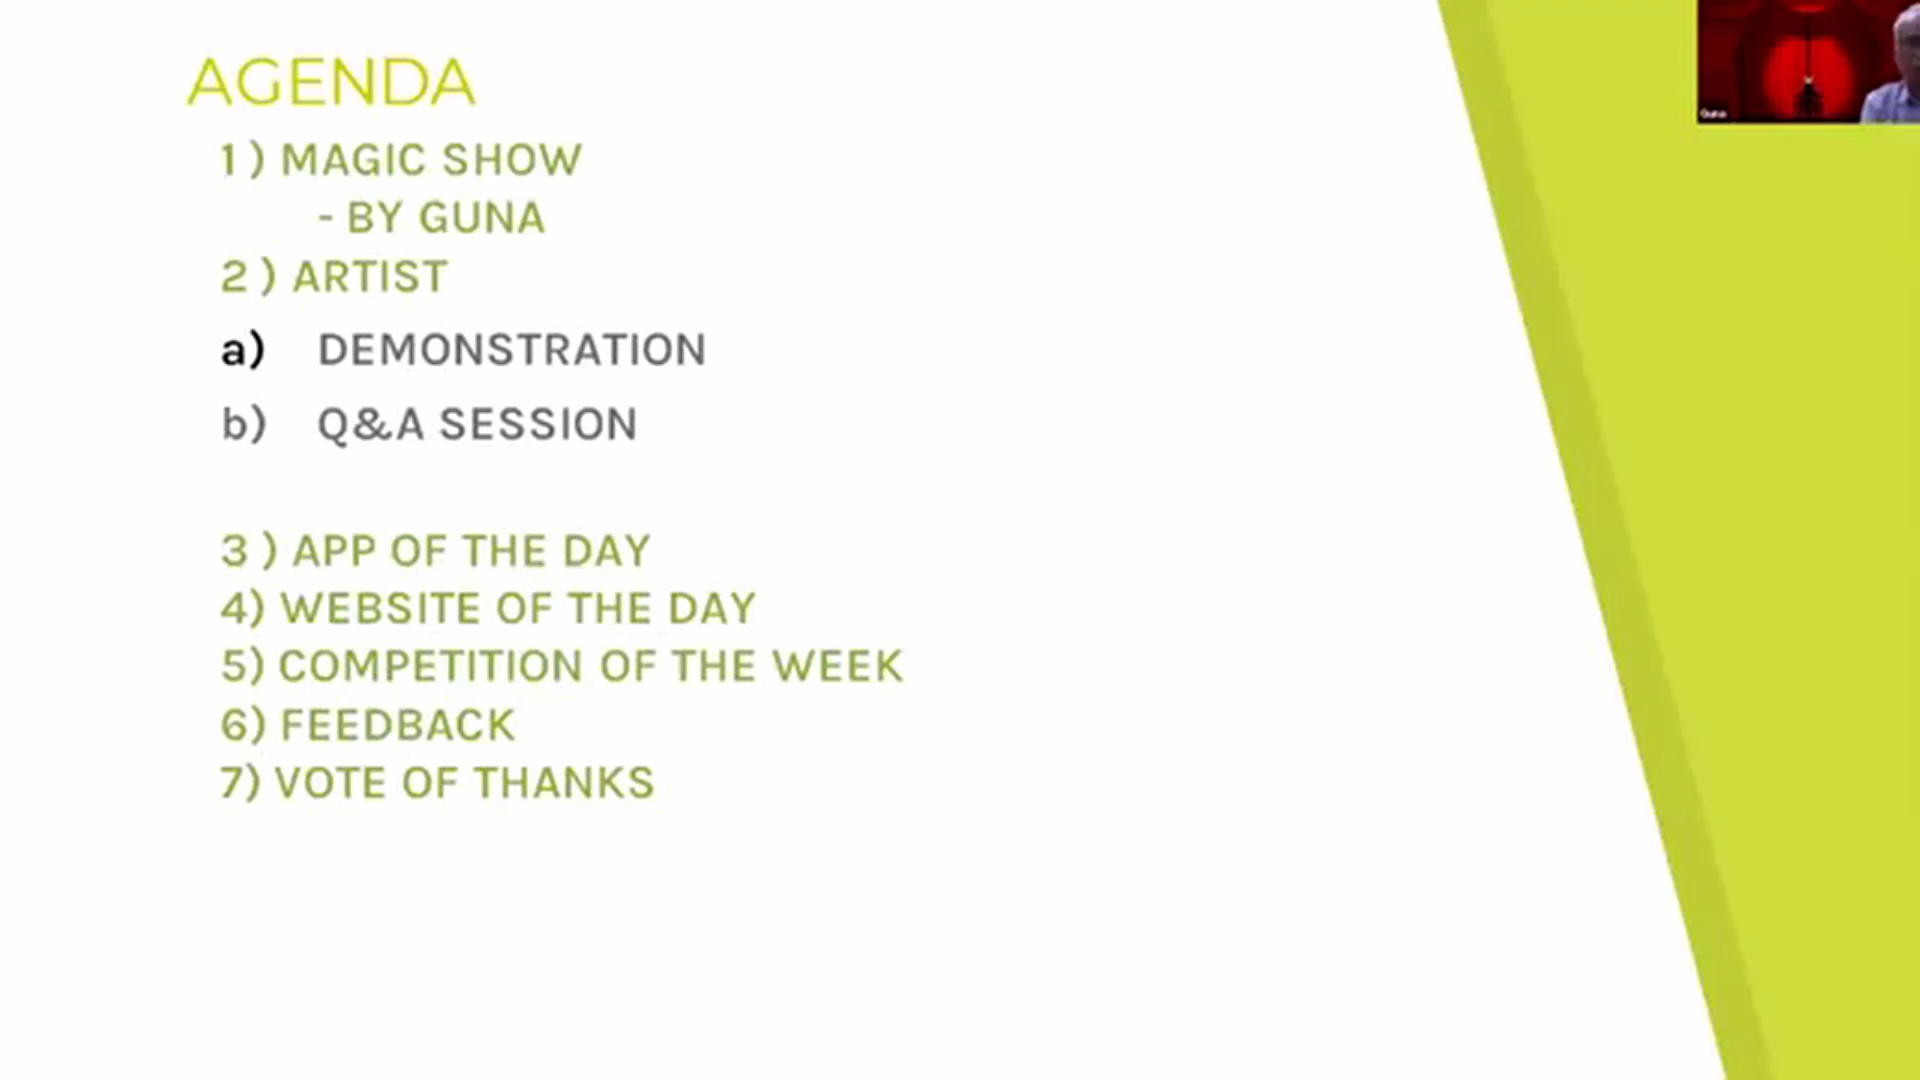 AGENDA
1 ) MAGIC SHOW
- BY GUNA
2 ) ARTIST
a) DEMONSTRATION
b) Q&A SESSION
3 ) APP OF THE DAY
4) WEBSITE OF THE DAY
5) COMPETITION OF THE WEEK
6) FEEDBACK
7) VOTE OF THANKS
Guna